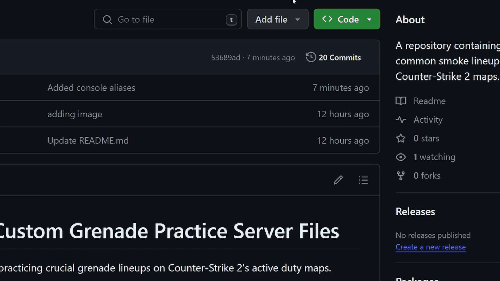 Go to file
t
Add file
<> Code
About
A repository containing
common smoke lineup
Counter-Strike 2 maps.
53689ad · 7 minutes ago
20 Commits
Added console aliases
7 minutes ago
adding image
12 hours ago
Update README.md
12 hours ago
Readme
Activity
0 stars
1 watching
0 forks
Custom Grenade Practice Server Files
practicing crucial grenade lineups on Counter-Strike 2's active duty maps.
Releases
No releases published
Create a new release
Packages